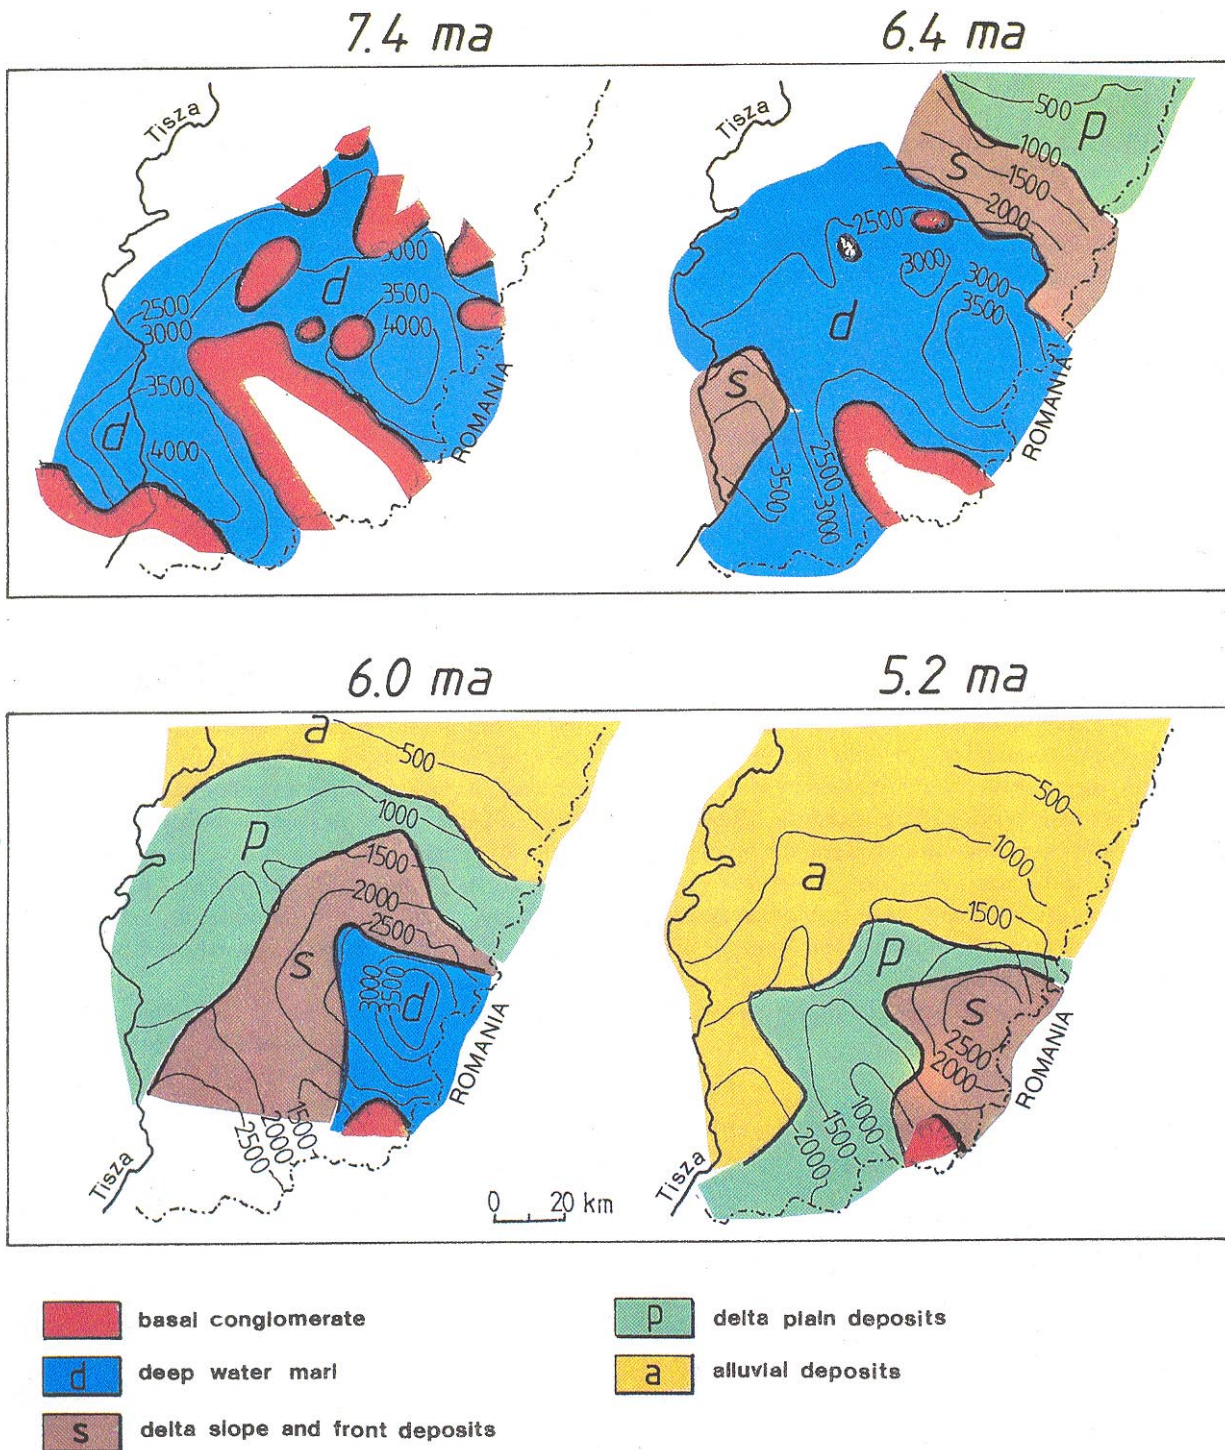 7.4 ma
6.4 ma
Tisza
2500
3000
3500
4000
d
3000
3500
4000
d
ROMANIA
Tisza
500
p
1000
s
1500
2000
2500
3000
3000
3500
d
s
3500
2500
3000
ROMANIA
6.0 ma
5.2 ma
a
500
1000
p
1500
2000
2500
s
3000
3500
d
1500
2000
2500
ROMANIA
Tisza
0 20 km
500
1000
a
1500
p
s
2500
2000
1000
1500
2000
ROMANIA
Tisza
basal conglomerate
d deep water marl
s delta slope and front deposits
p delta plain deposits
a alluvial deposits